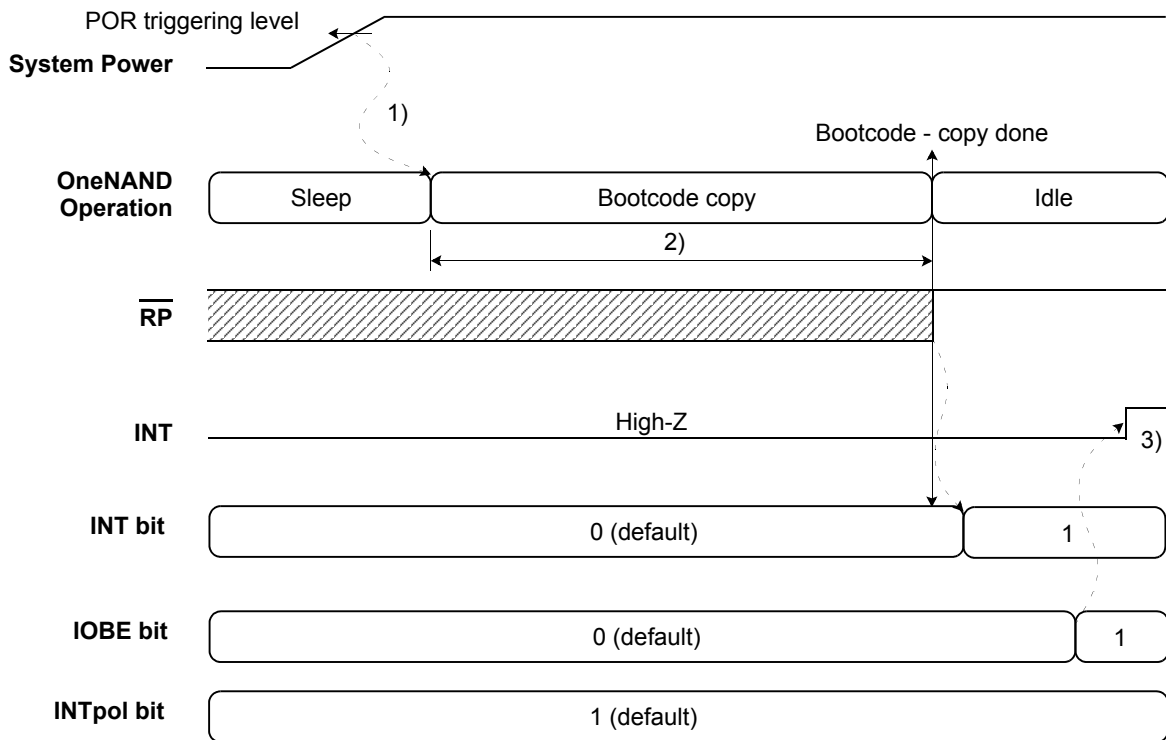 POR triggering level
System Power
1)
Bootcode - copy done
OneNAND
Operation
Sleep
Bootcode copy
Idle
2)
RP
INT
High-Z
3)
INT bit
0 (default)
1
IOBE bit
0 (default)
1
INTpol bit
1 (default)